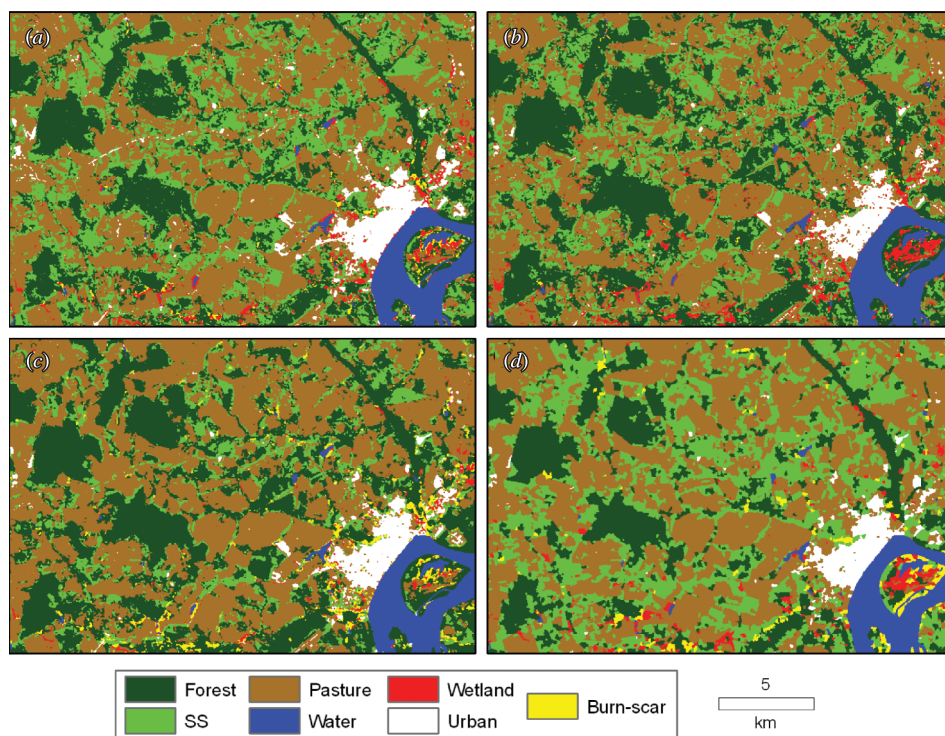 (a)
(b)
(c)
(d)
Forest
Pasture
Wetland
Burn-scar
SS
Water
Urban
5
km